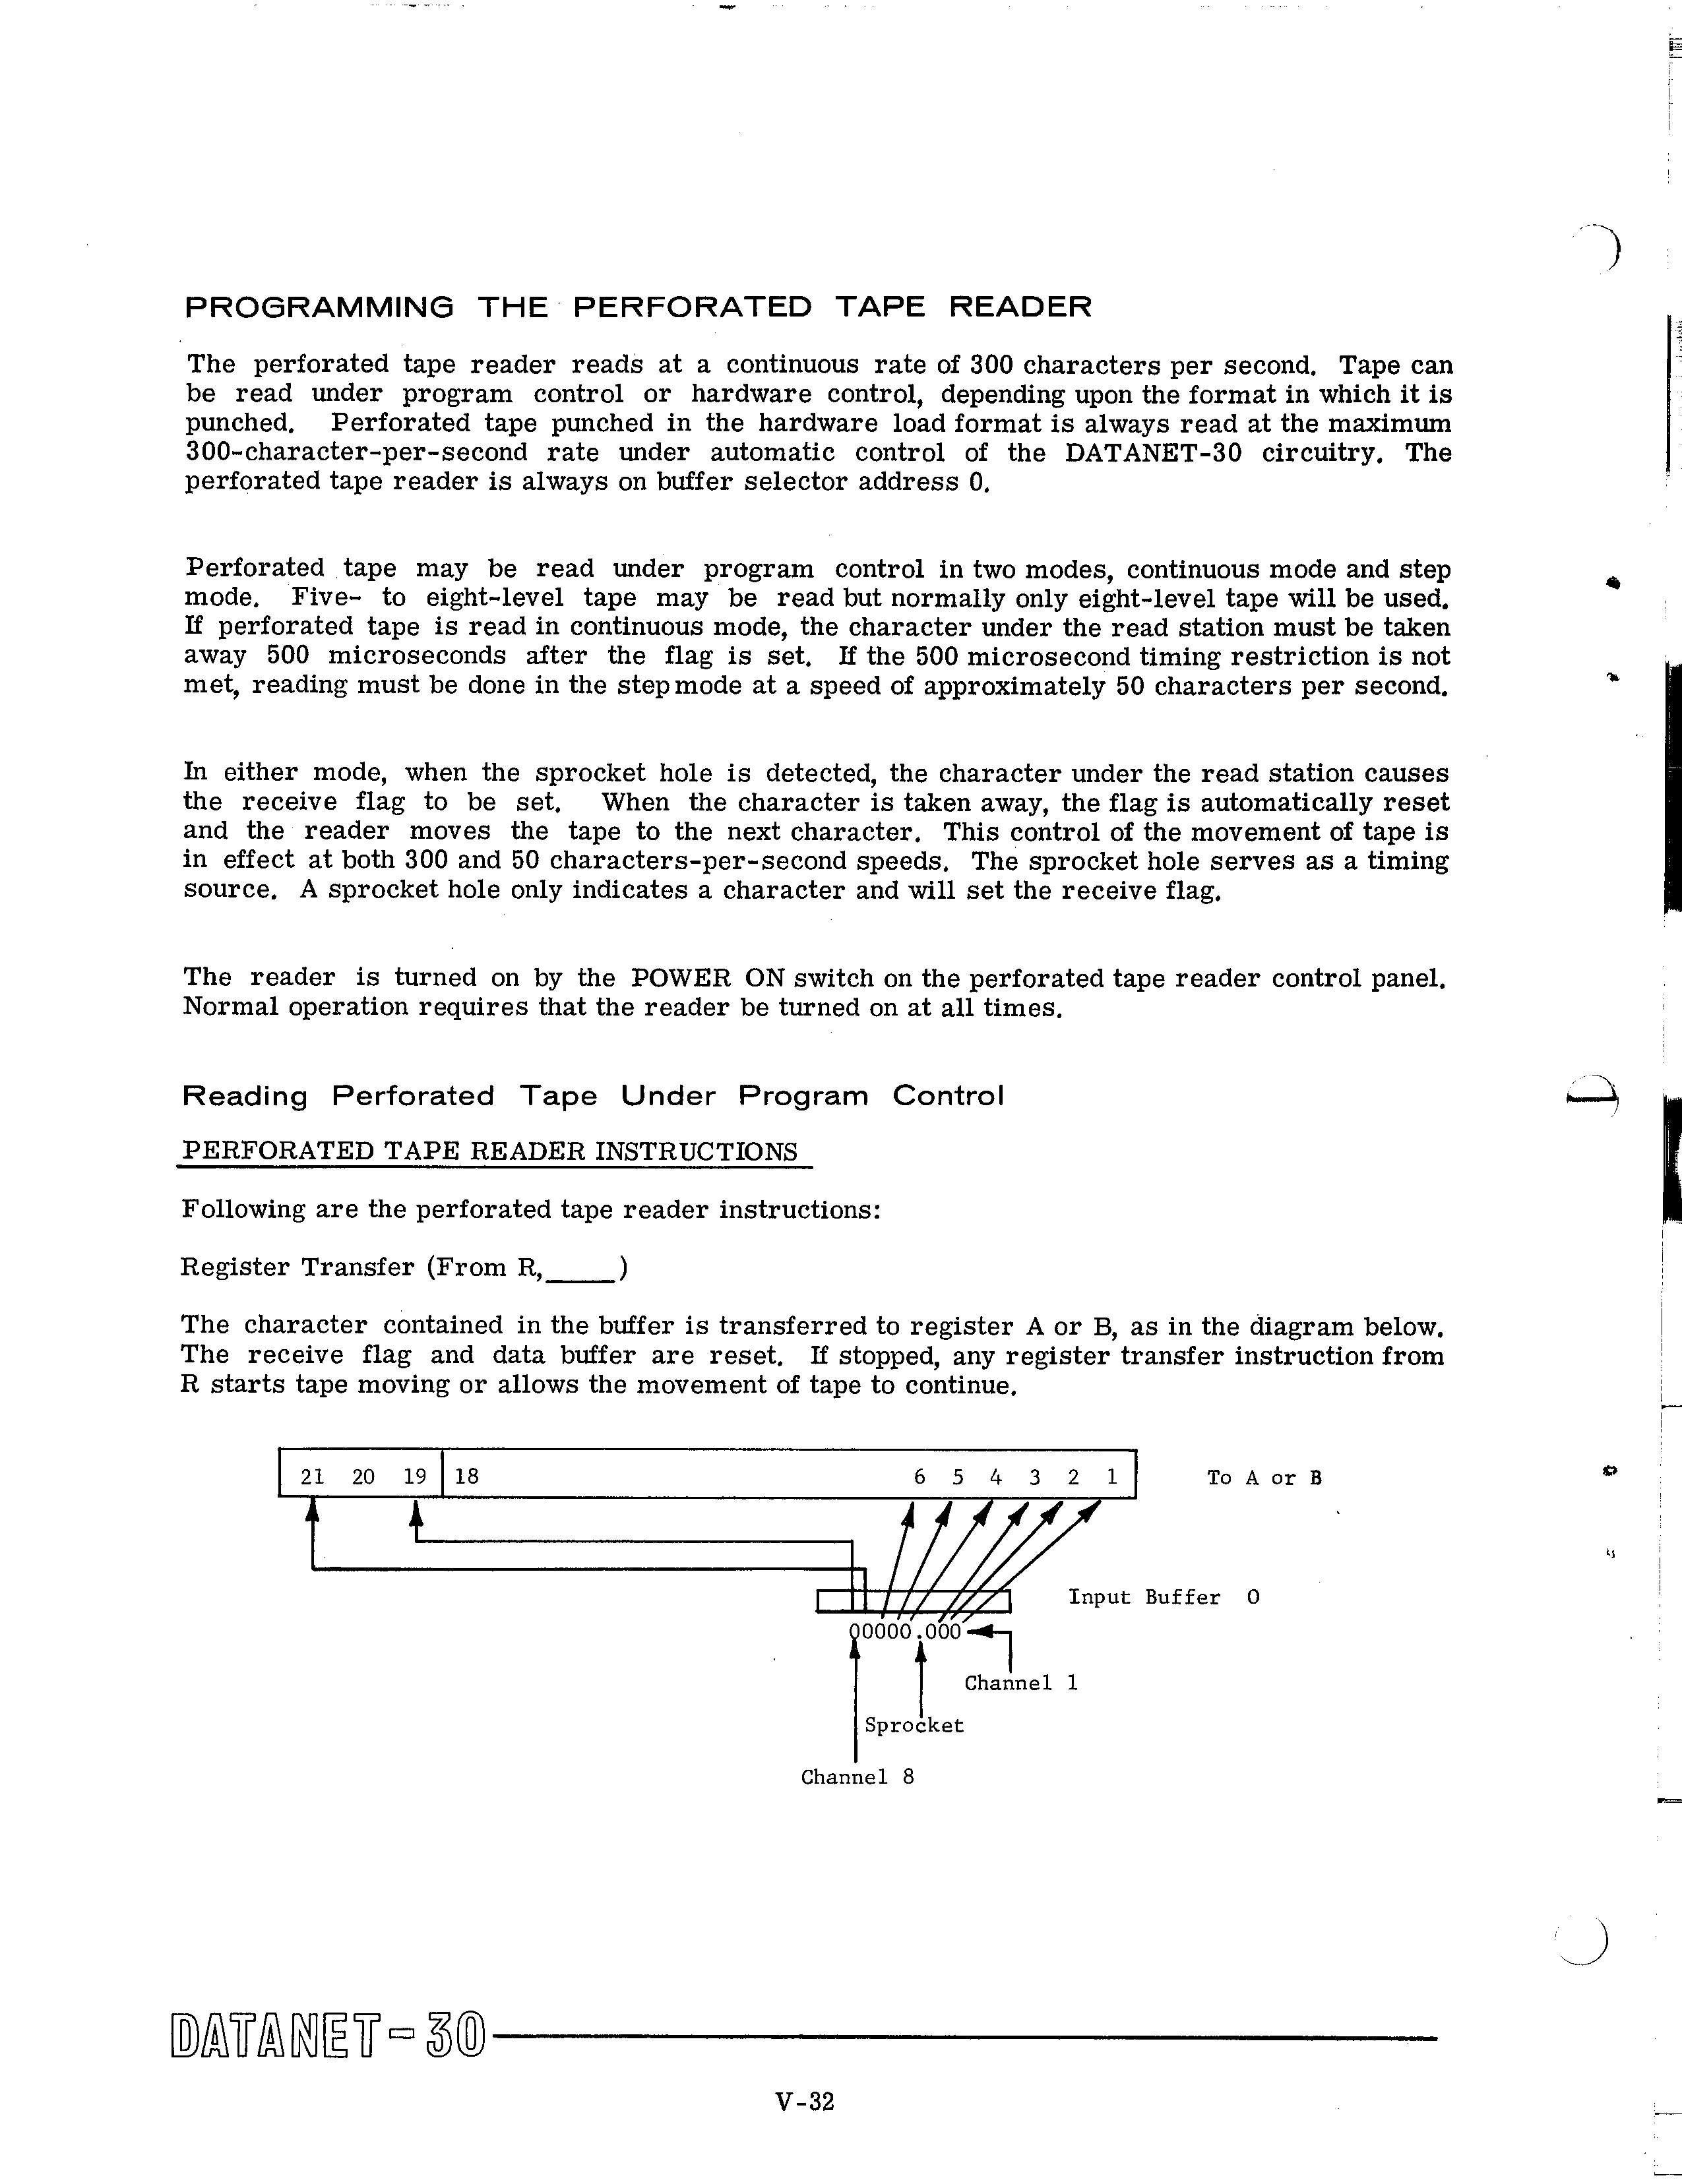 PROGRAMMING THE PERFORATED TAPE READER
The perforated tape reader reads at a continuous rate of 300 characters per second. Tape can
be read under program control or hardware control, depending upon the format in which it is
punched. Perforated tape punched in the hardware load format is always read at the maximum
300-character-per-second rate under automatic control of the DATANET-30 circuitry. The
perforated tape reader is always on buffer selector address 0.
Perforated tape may be read under program control in two modes, continuous mode and step
mode. Five- to eight-level tape may be read but normally only eight-level tape will be used.
If perforated tape is read in continuous mode, the character under the read station must be taken
away 500 microseconds after the flag is set. If the 500 microsecond timing restriction is not
met, reading must be done in the step mode at a speed of approximately 50 characters per second.
In either mode, when the sprocket hole is detected, the character under the read station causes
the receive flag to be set. When the character is taken away, the flag is automatically reset
and the reader moves the tape to the next character. This control of the movement of tape is
in effect at both 300 and 50 characters-per-second speeds. The sprocket hole serves as a timing
source. A sprocket hole only indicates a character and will set the receive flag.
The reader is turned on by the POWER ON switch on the perforated tape reader control panel.
Normal operation requires that the reader be turned on at all times.
Reading Perforated Tape Under Program Control
PERFORATED TAPE READER INSTRUCTIONS
Following are the perforated tape reader instructions:
Register Transfer (From R,_____)
The character contained in the buffer is transferred to register A or B, as in the diagram below.
The receive flag and data buffer are reset. If stopped, any register transfer instruction from
R starts tape moving or allows the movement of tape to continue.
21 20 19 18 6 5 4 3 2 1 To A or B
Input Buffer 0
00000.000
Channel 1
Sprocket
Channel 8
DATANET-30
V-32